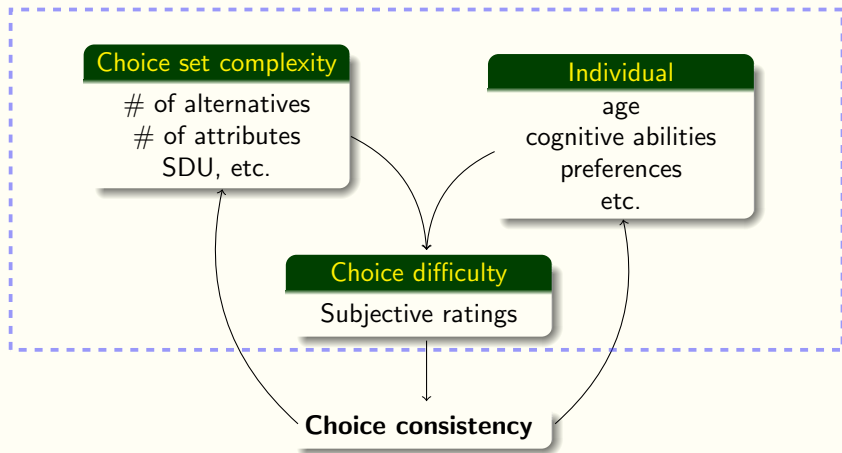 Choice set complexity
# of alternatives
# of attributes
SDU, etc.
Individual
age
cognitive abilities
preferences
etc.
Choice difficulty
Subjective ratings
Choice consistency